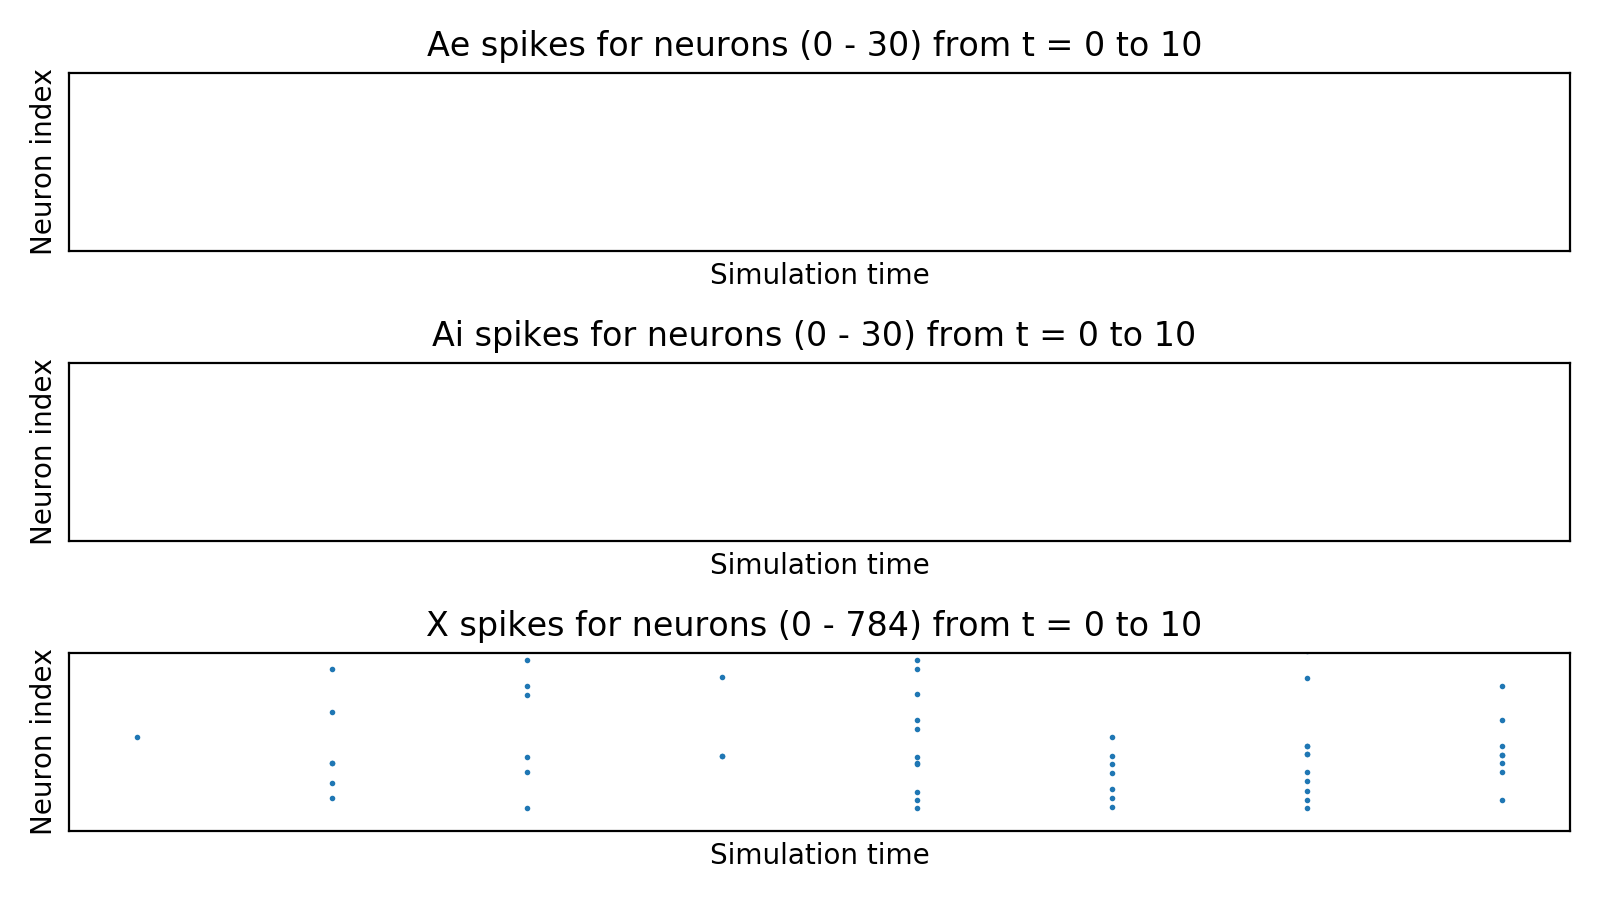 Ae spikes for neurons (0 - 30) from t = 0 to 10
Neuron index
Simulation time
Ai spikes for neurons (0 - 30) from t = 0 to 10
Neuron index
Simulation time
X spikes for neurons (0 - 784) from t = 0 to 10
Neuron index
Simulation time